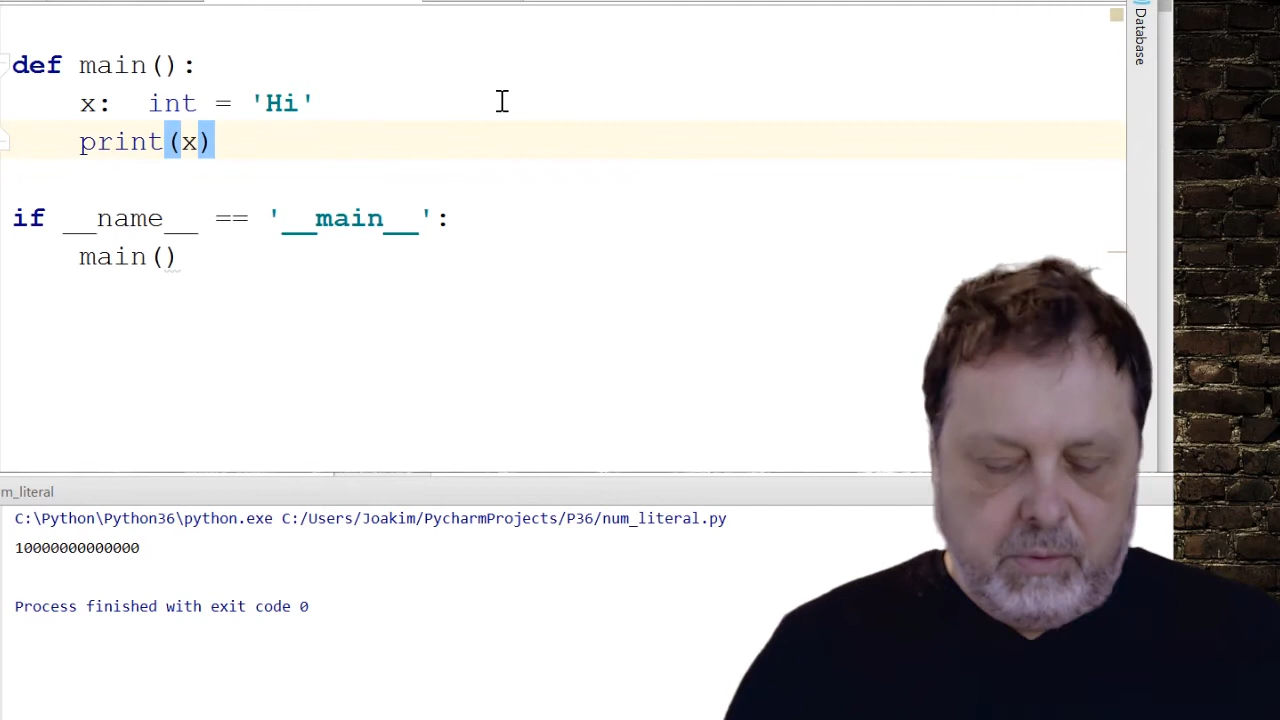 Database
def main():
    x:  int = 'Hi'
    print(x)
if __name__ == '__main__':
    main()
m_literal
C:\Python\Python36\python.exe C:/Users/Joakim/PycharmProjects/P36/num_literal.py
10000000000000
Process finished with exit code 0